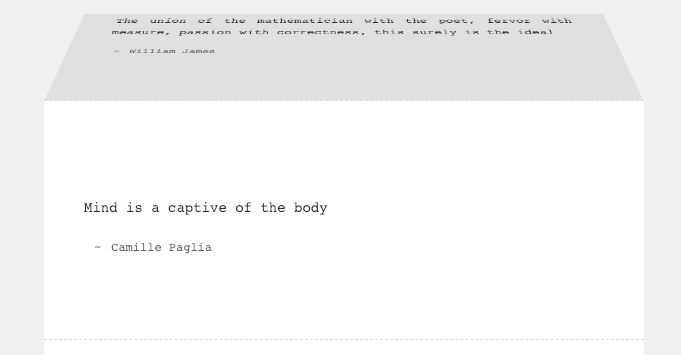 The union of the mathematician with the poet, fervor with
measure, passion with correctness, this surely is the ideal
~ William James
Mind is a captive of the body
~ Camille Paglia